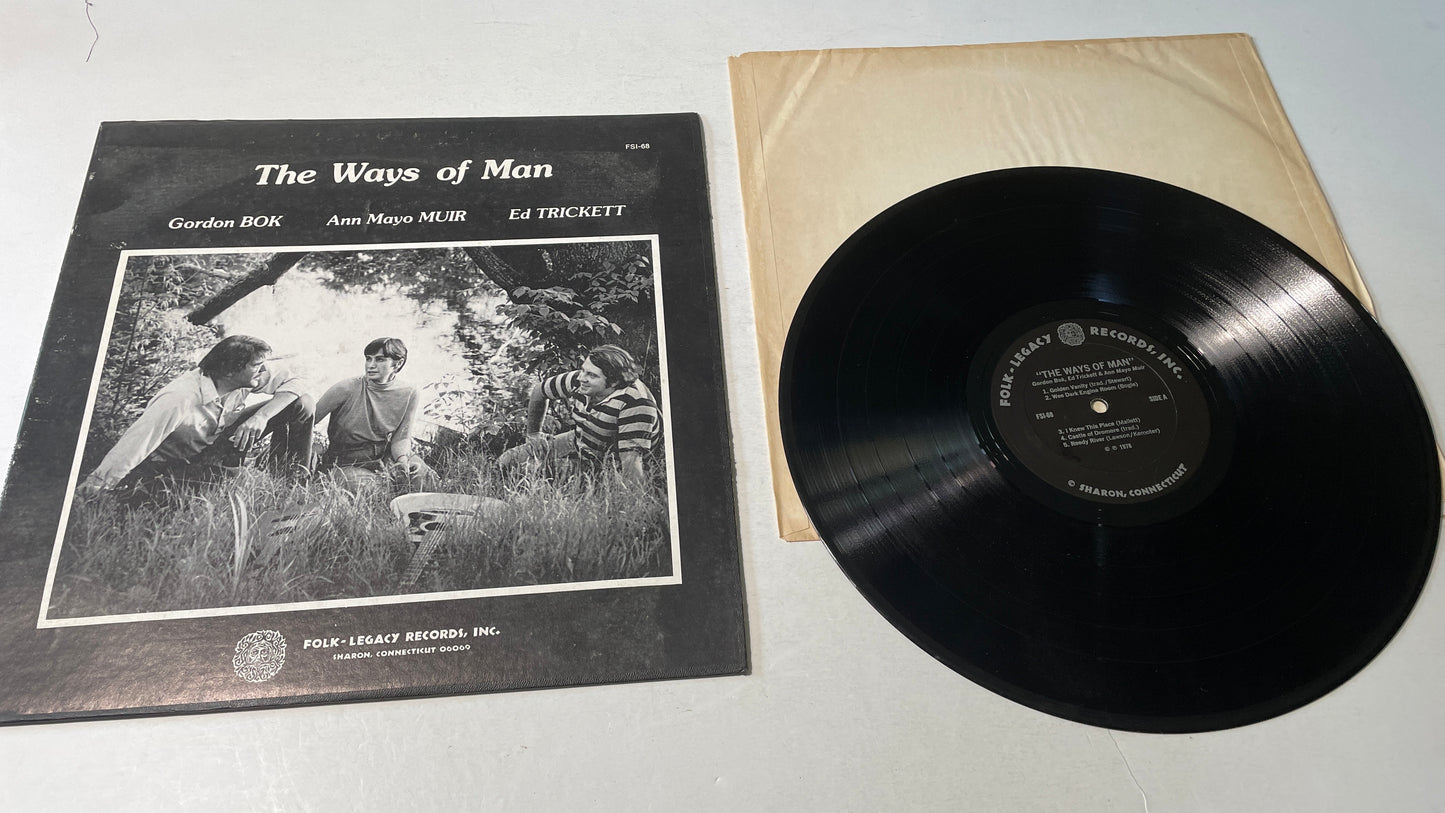 FSI-68
The Ways of Man
Gordon BOK Ann Mayo MUIR Ed TRICKETT
FOLK-LEGACY RECORDS, INC.
SHARON, CONNECTICUT 06069
FOLK-LEGACY RECORDS, INC.
"THE WAYS OF MAN"
Gordon Bok, Ed Trickett & Ann Mayo Muir
1. Golden Vanity (trad./Stewart)
2. Wee Dark Engine Room (Bogle)
FSI-68 SIDE A
3. I Knew This Place (Mallett)
4. Castle of Dromore (trad.)
5. Reedy River (Lawson/Kempster)
© ℗ 1978
© SHARON, CONNECTICUT